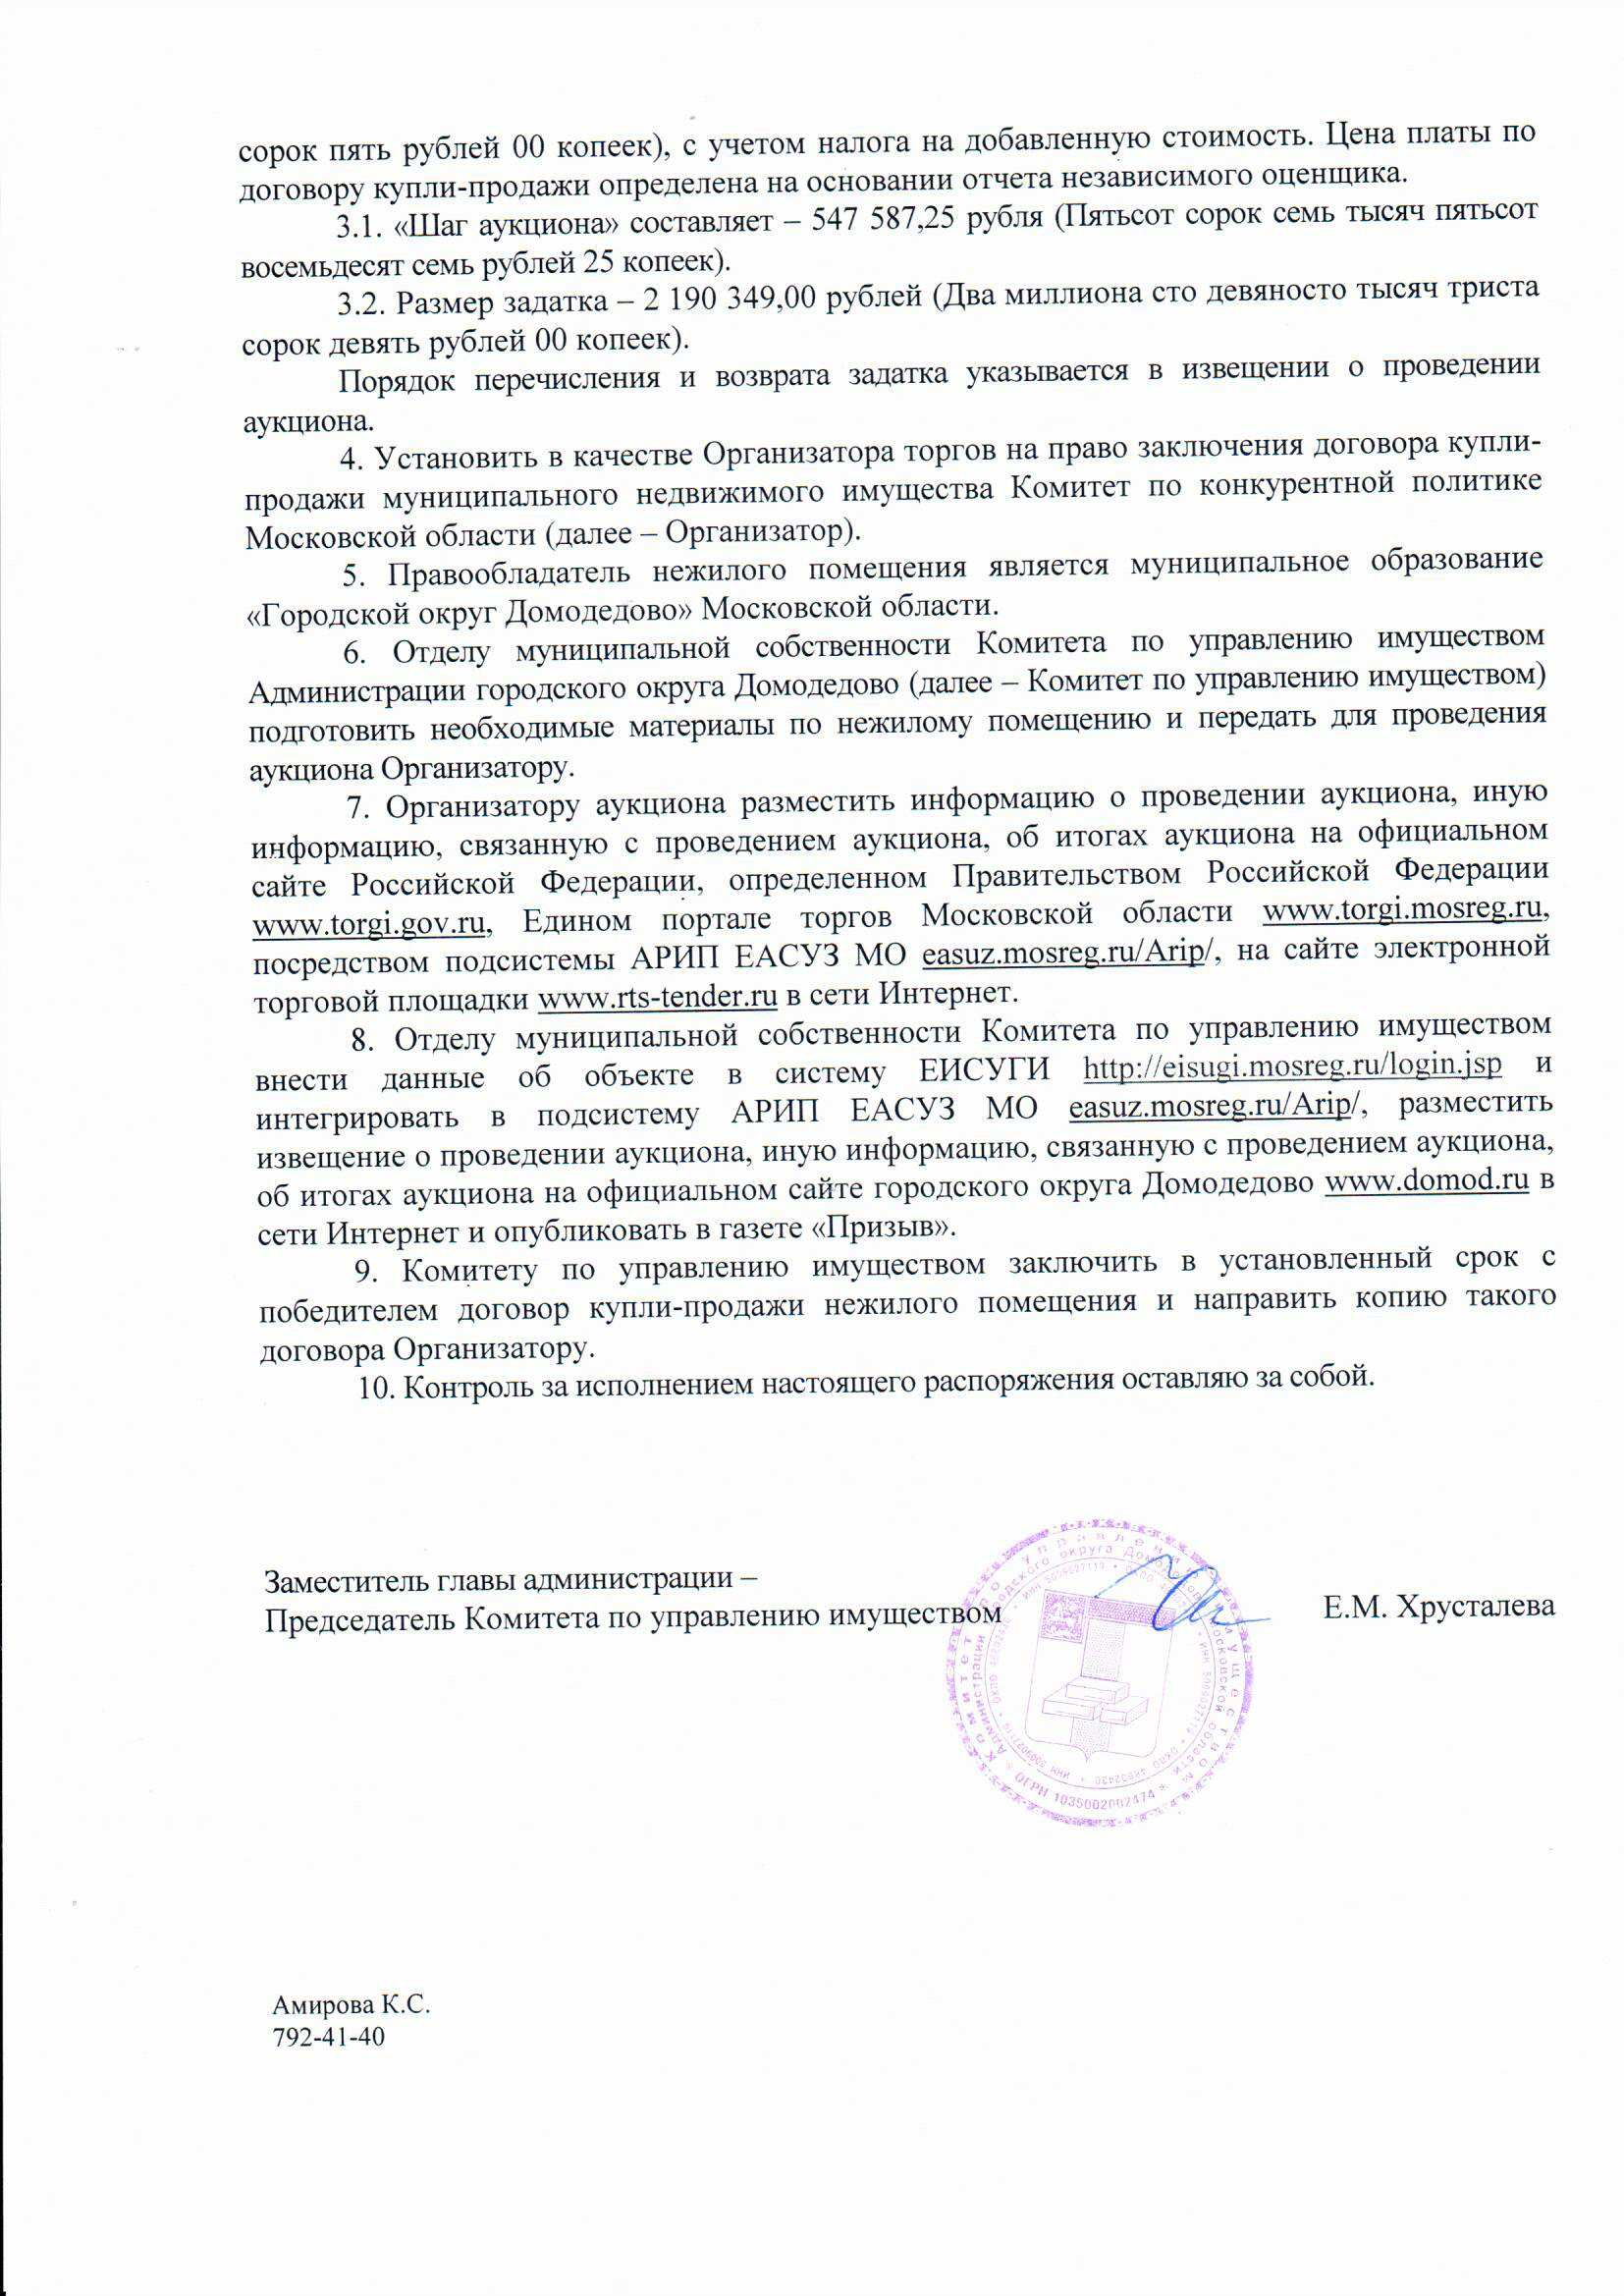 сорок пять рублей 00 копеек), с учетом налога на добавленную стоимость. Цена платы по
договору купли-продажи определена на основании отчета независимого оценщика.
3.1. «Шаг аукциона» составляет – 547 587,25 рубля (Пятьсот сорок семь тысяч пятьсот
восемьдесят семь рублей 25 копеек).
3.2. Размер задатка – 2 190 349,00 рублей (Два миллиона сто девяносто тысяч триста
сорок девять рублей 00 копеек).
Порядок перечисления и возврата задатка указывается в извещении о проведении
аукциона.
4. Установить в качестве Организатора торгов на право заключения договора купли-
продажи муниципального недвижимого имущества Комитет по конкурентной политике
Московской области (далее – Организатор).
5. Правообладатель нежилого помещения является муниципальное образование
«Городской округ Домодедово» Московской области.
6. Отделу муниципальной собственности Комитета по управлению имуществом
Администрации городского округа Домодедово (далее – Комитет по управлению имуществом)
подготовить необходимые материалы по нежилому помещению и передать для проведения
аукциона Организатору.
7. Организатору аукциона разместить информацию о проведении аукциона, иную
информацию, связанную с проведением аукциона, об итогах аукциона на официальном
сайте Российской Федерации, определенном Правительством Российской Федерации
www.torgi.gov.ru, Едином портале торгов Московской области www.torgi.mosreg.ru,
посредством подсистемы АРИП ЕАСУЗ МО easuz.mosreg.ru/Arip/, на сайте электронной
торговой площадки www.rts-tender.ru в сети Интернет.
8. Отделу муниципальной собственности Комитета по управлению имуществом
внести данные об объекте в систему ЕИСУГИ http://eisugi.mosreg.ru/login.jsp и
интегрировать в подсистему АРИП ЕАСУЗ МО easuz.mosreg.ru/Arip/, разместить
извещение о проведении аукциона, иную информацию, связанную с проведением аукциона,
об итогах аукциона на официальном сайте городского округа Домодедово www.domod.ru в
сети Интернет и опубликовать в газете «Призыв».
9. Комитету по управлению имуществом заключить в установленный срок с
победителем договор купли-продажи нежилого помещения и направить копию такого
договора Организатору.
10. Контроль за исполнением настоящего распоряжения оставляю за собой.
Заместитель главы администрации –
Председатель Комитета по управлению имуществом Е.М. Хрусталева
Комитет по управлению имуществом
Администрации городского округа Домодедово Московской области
* ОГРН 1035002002474 *
Амирова К.С.
792-41-40